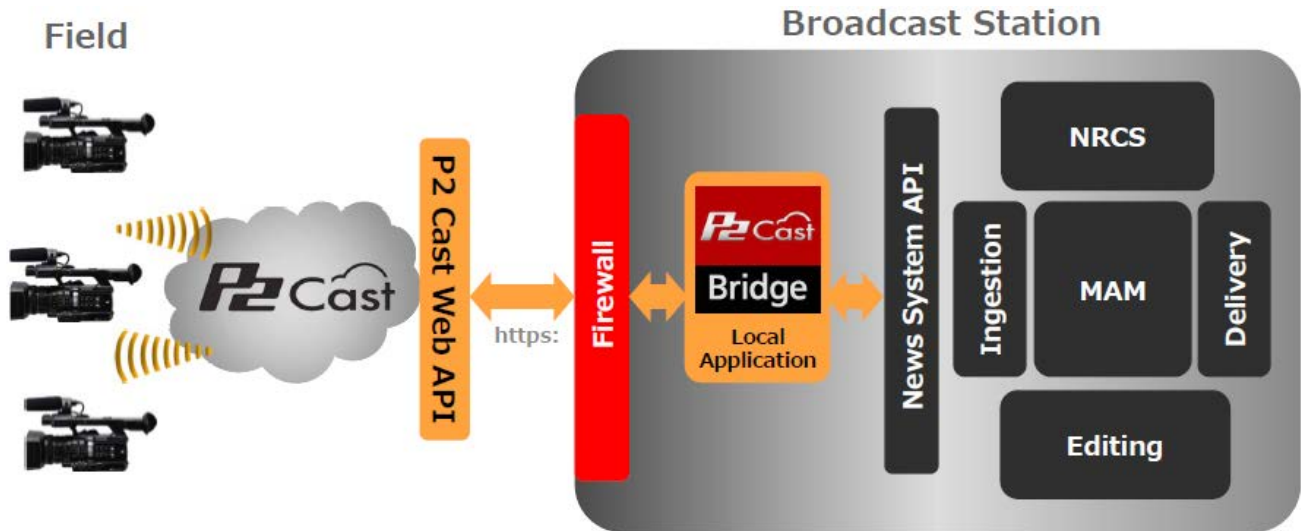 Field
Broadcast Station
P2 Cast
P2 Cast Web API
https:
Firewall
P2 Cast
Bridge
Local
Application
News System API
NRCS
Ingestion
MAM
Delivery
Editing